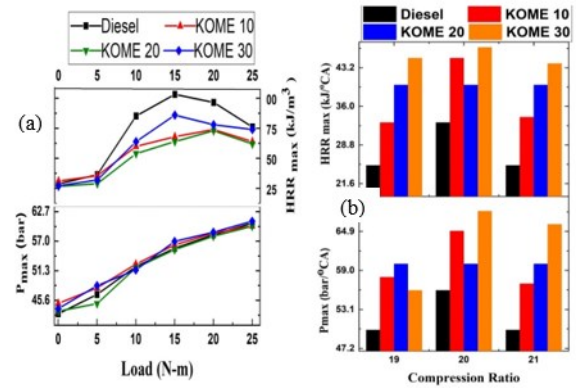 Diesel KOME 10
KOME 20 KOME 30
0 5 10 15 20 25
(a)
00
75
50
25
HRR max (kJ/m³)
62.7
57.0
51.3
45.6
Pmax (bar)
0 5 10 15 20 25
Load (N-m)
Diesel KOME 10
KOME 20 KOME 30
43.2
36.0
28.8
21.6
HRR max (kJ/°CA)
(b)
64.9
59.0
53.1
47.2
Pmax (bar/°CA)
19 20 21
Compression Ratio